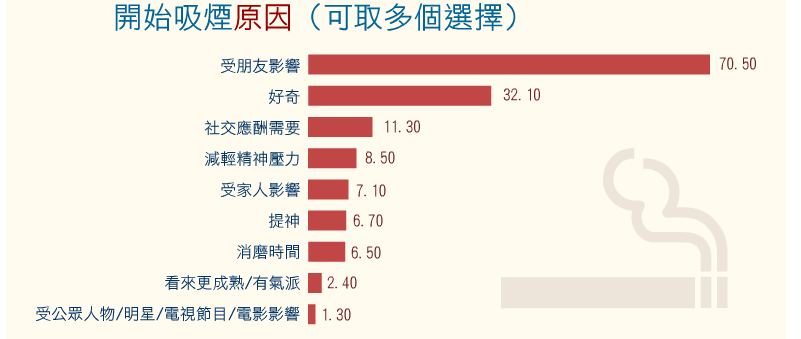 開始吸煙原因（可取多個選擇）
受朋友影響 70.50
好奇 32.10
社交應酬需要 11.30
減輕精神壓力 8.50
受家人影響 7.10
提神 6.70
消磨時間 6.50
看來更成熟/有氣派 2.40
受公眾人物/明星/電視節目/電影影響 1.30